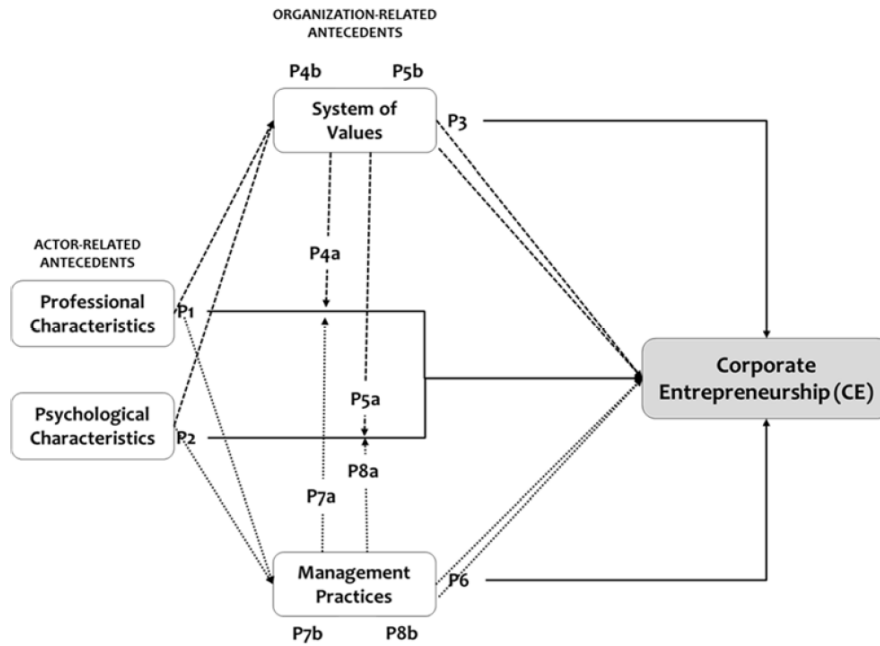 ORGANIZATION-RELATED
ANTECEDENTS
P4b
P5b
System of
Values
P3
P4a
ACTOR-RELATED
ANTECEDENTS
Professional
Characteristics
P1
Corporate
Entrepreneurship (CE)
Psychological
Characteristics
P2
P5a
P8a
P7a
Management
Practices
P6
P7b
P8b